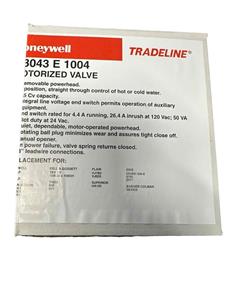 oneywell
TRADELINE®
8043 E 1004
OTORIZED VALVE
emovable powerhead.
position, straight through control of hot or cold water.
5 Cv capacity.
tegral line voltage end switch permits operation of auxiliary
uipment.
nd switch rated for 4.4 A running, 26.4 A inrush at 120 Vac; 50 VA
lot duty at 24 Vac.
uiet, dependable, motor-operated powerhead.
otating ball plug minimizes wear and assures tight close off.
anual opener.
n power failure, valve spring returns closed.
" leadwire connections.
PLACEMENT FOR: